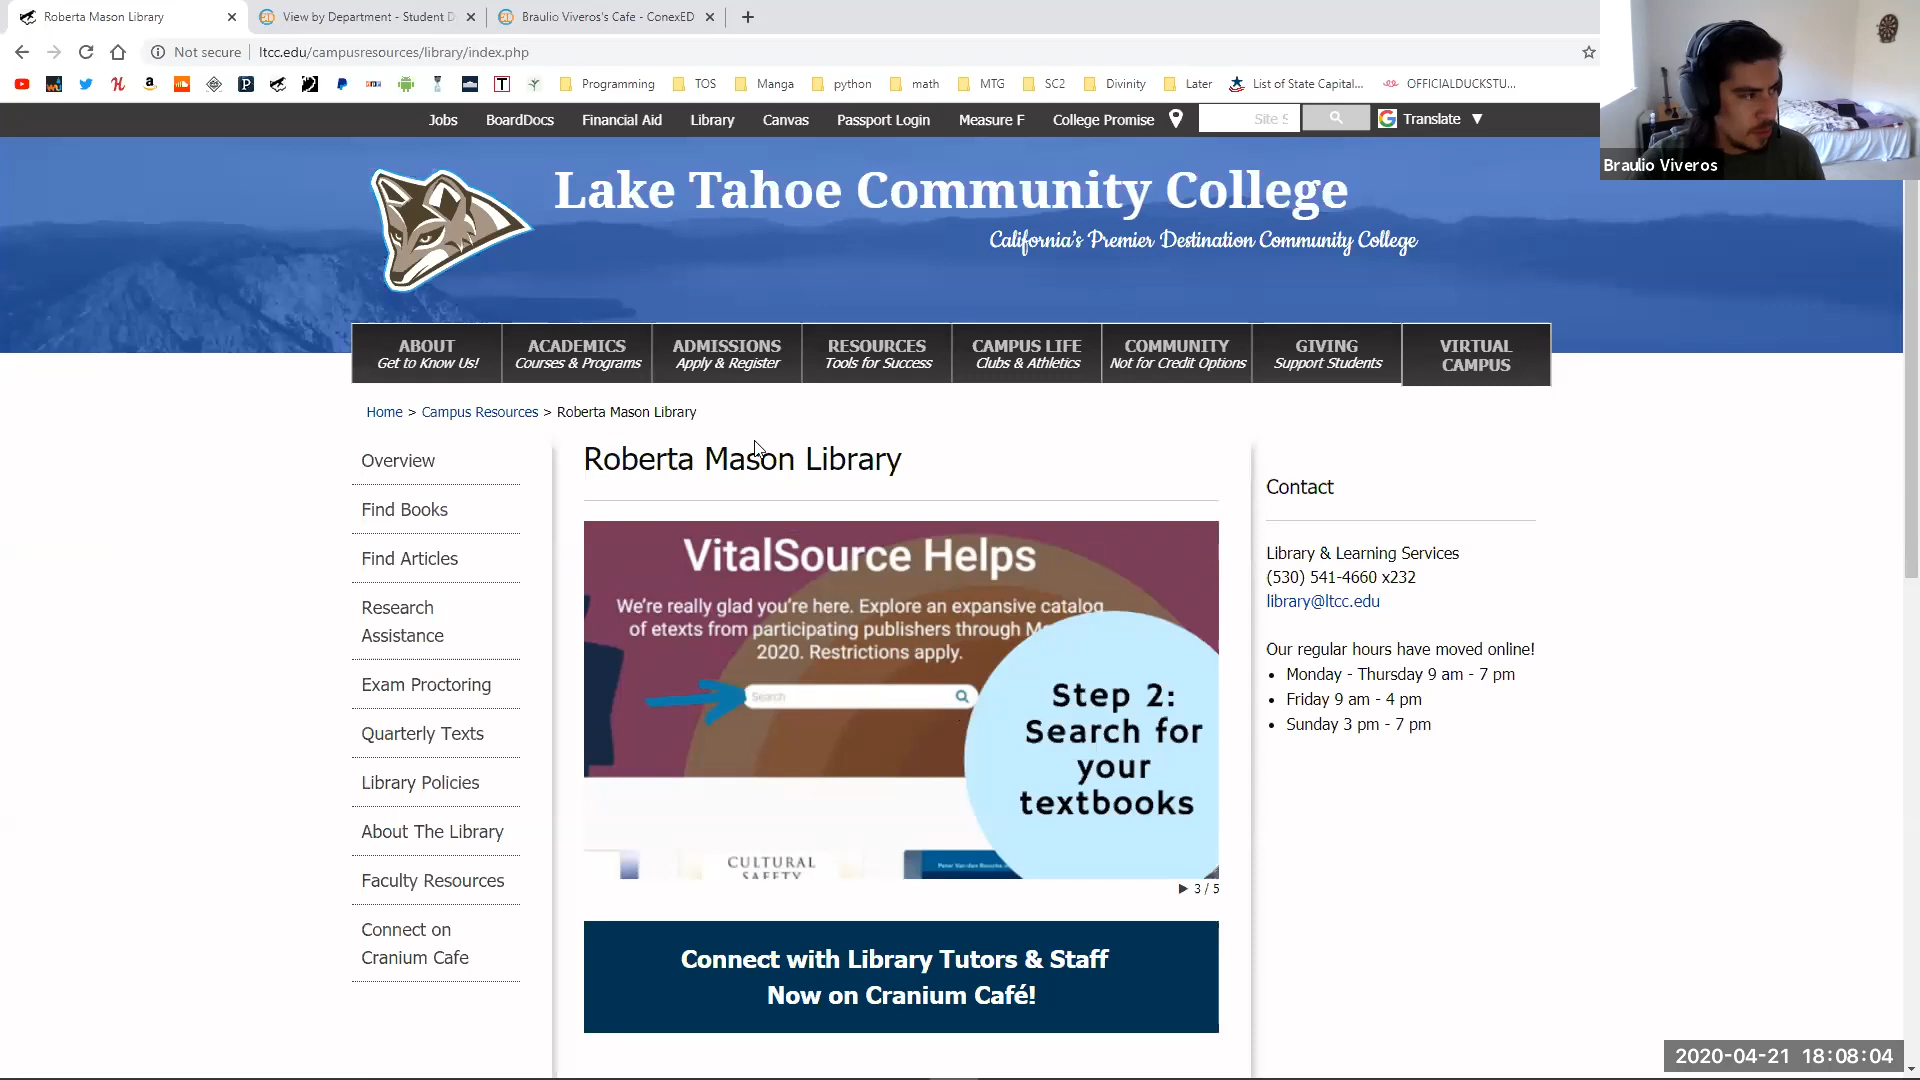 Roberta Mason Library
View by Department - Student D
Braulio Viveros's Cafe - ConexED
Not secure
ltcc.edu/campusresources/library/index.php
Programming
TOS
Manga
python
math
MTG
SC2
Divinity
Later
List of State Capital...
OFFICIALDUCKSTU...
Braulio Viveros
Jobs
BoardDocs
Financial Aid
Library
Canvas
Passport Login
Measure F
College Promise
Site S
Translate ▼
Lake Tahoe Community College
California's Premier Destination Community College
ABOUT
Get to Know Us!
ACADEMICS
Courses & Programs
ADMISSIONS
Apply & Register
RESOURCES
Tools for Success
CAMPUS LIFE
Clubs & Athletics
COMMUNITY
Not for Credit Options
GIVING
Support Students
VIRTUAL
CAMPUS
Home > Campus Resources > Roberta Mason Library
Overview
Find Books
Find Articles
Research
Assistance
Exam Proctoring
Quarterly Texts
Library Policies
About The Library
Faculty Resources
Connect on
Cranium Cafe
Roberta Mason Library
VitalSource Helps
We're really glad you're here. Explore an expansive catalog
of etexts from participating publishers through M
2020. Restrictions apply.
Search
Step 2:
Search for
your
textbooks
CULTURAL
SAFETY
3 / 5
Connect with Library Tutors & Staff
Now on Cranium Café!
Contact
Library & Learning Services
(530) 541-4660 x232
library@ltcc.edu
Our regular hours have moved online!
• Monday - Thursday 9 am - 7 pm
• Friday 9 am - 4 pm
• Sunday 3 pm - 7 pm
2020-04-21 18:08:04